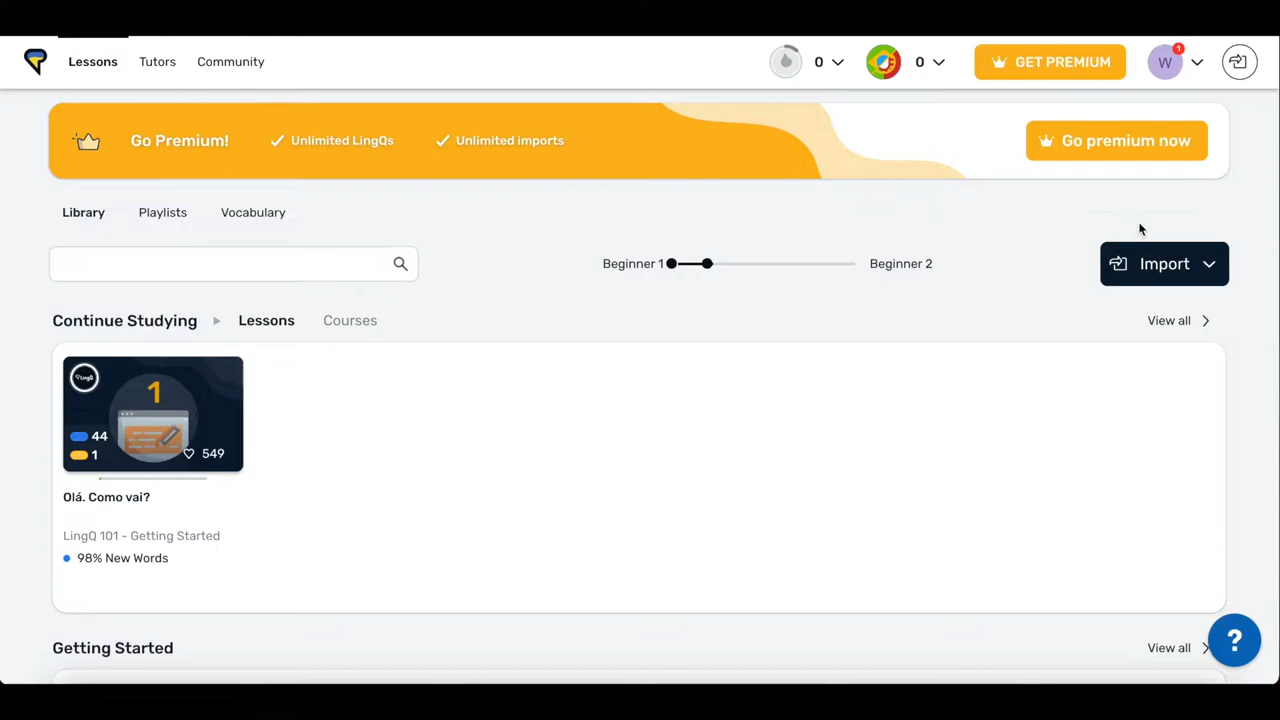 Lessons Tutors Community 0 0 GET PREMIUM W 1
Go Premium! Unlimited LingQs Unlimited imports Go premium now
Library Playlists Vocabulary
Beginner 1 Beginner 2 Import
Continue Studying Lessons Courses View all
LingQ
1
44
1 549
Olá. Como vai?
LingQ 101 - Getting Started
98% New Words
?
Getting Started View all